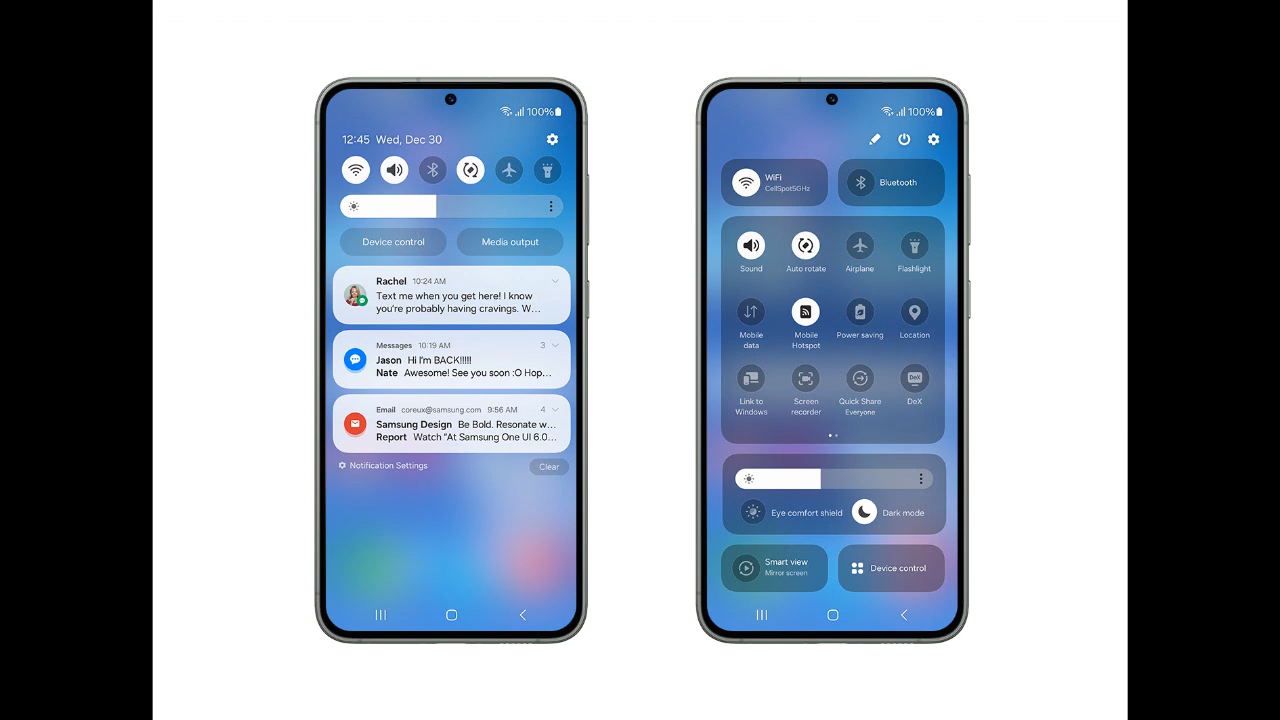 100%
12:45 Wed, Dec 30
Device control Media output
Rachel 10:24 AM
Text me when you get here! I know
you're probably having cravings. W...
Messages 10:19 AM 3
Jason Hi I'm BACK!!!!!
Nate Awesome! See you soon :O Hop...
Email coreux@samsung.com 9:56 AM 4
Samsung Design Be Bold. Resonate w...
Report Watch "At Samsung One UI 6.0...
Notification Settings Clear
100%
WiFi
CellSpot5GHz
Bluetooth
Sound Auto rotate Airplane Flashlight
Mobile
data
Mobile
Hotspot
Power saving
Location
Link to
Windows
Screen
recorder
Quick Share
Everyone
DeX
DeX
Eye comfort shield Dark mode
Smart view
Mirror screen
Device control